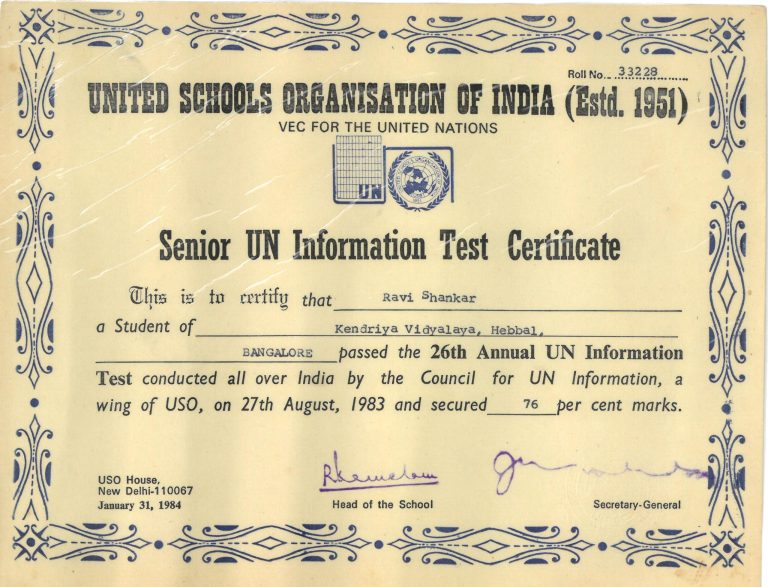 Roll No. 33228
UNITED SCHOOLS ORGANISATION OF INDIA (Estd. 1951)
VEC FOR THE UNITED NATIONS
UN
Senior UN Information Test Certificate
This is to certify that Ravi Shankar
a Student of Kendriya Vidyalaya, Hebbal,
BANGALORE passed the 26th Annual UN Information
Test conducted all over India by the Council for UN Information, a
wing of USO, on 27th August, 1983 and secured 76 per cent marks.
USO House,
New Delhi-110067
January 31, 1984
Head of the School
Secretary-General